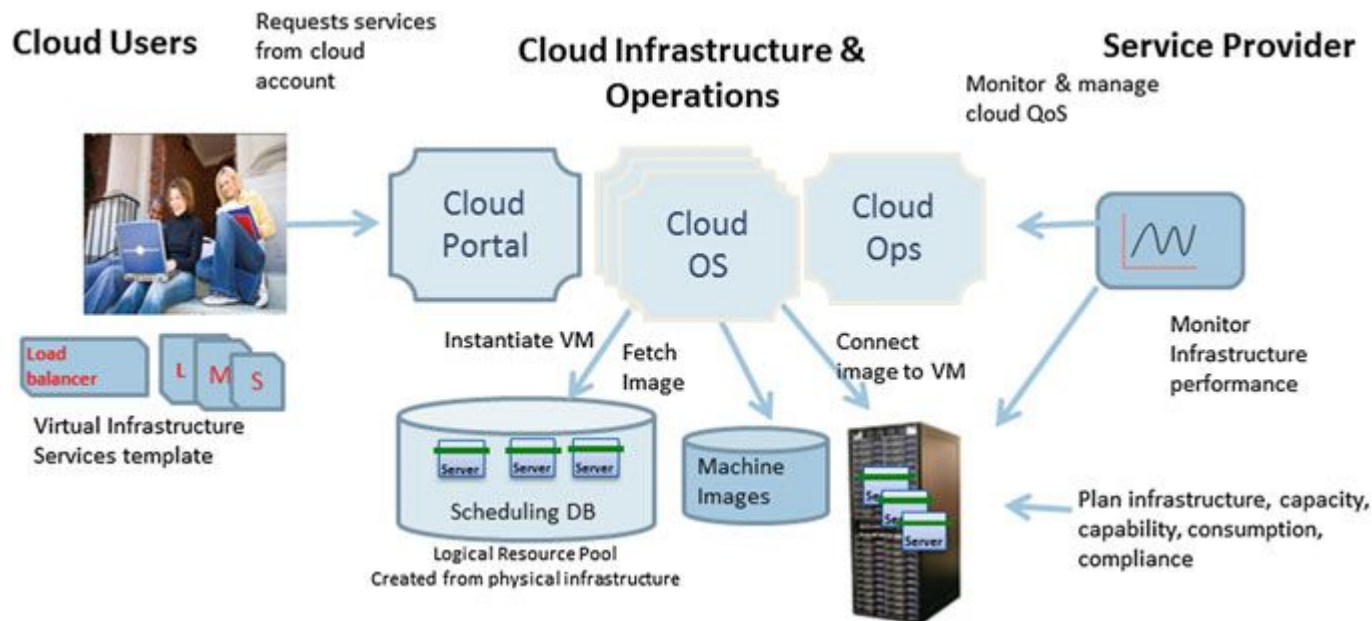 Cloud Users
Requests services
from cloud
account
Cloud Infrastructure &
Operations
Service Provider
Monitor & manage
cloud QoS
Cloud
Portal
Cloud
OS
Cloud
Ops
Instantiate VM
Fetch
Image
Connect
image to VM
Monitor
Infrastructure
performance
Load
balancer
L
M
S
Virtual Infrastructure
Services template
Server
Server
Server
Scheduling DB
Logical Resource Pool
Created from physical infrastructure
Machine
Images
Server
Plan infrastructure, capacity,
capability, consumption,
compliance